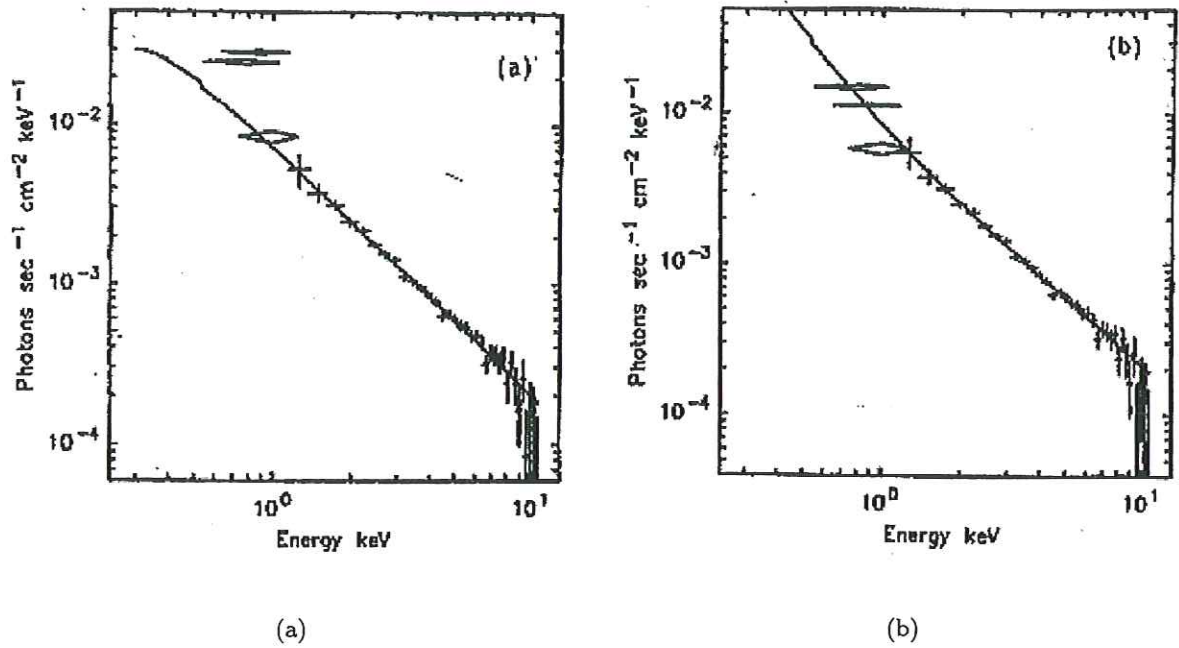 (a)
Photons sec⁻¹ cm⁻² keV⁻¹
10⁻²
10⁻³
10⁻⁴
10⁰
10¹
Energy keV
(b)
Photons sec⁻¹ cm⁻² keV⁻¹
10⁻²
10⁻³
10⁻⁴
10⁰
10¹
Energy keV
(a)
(b)